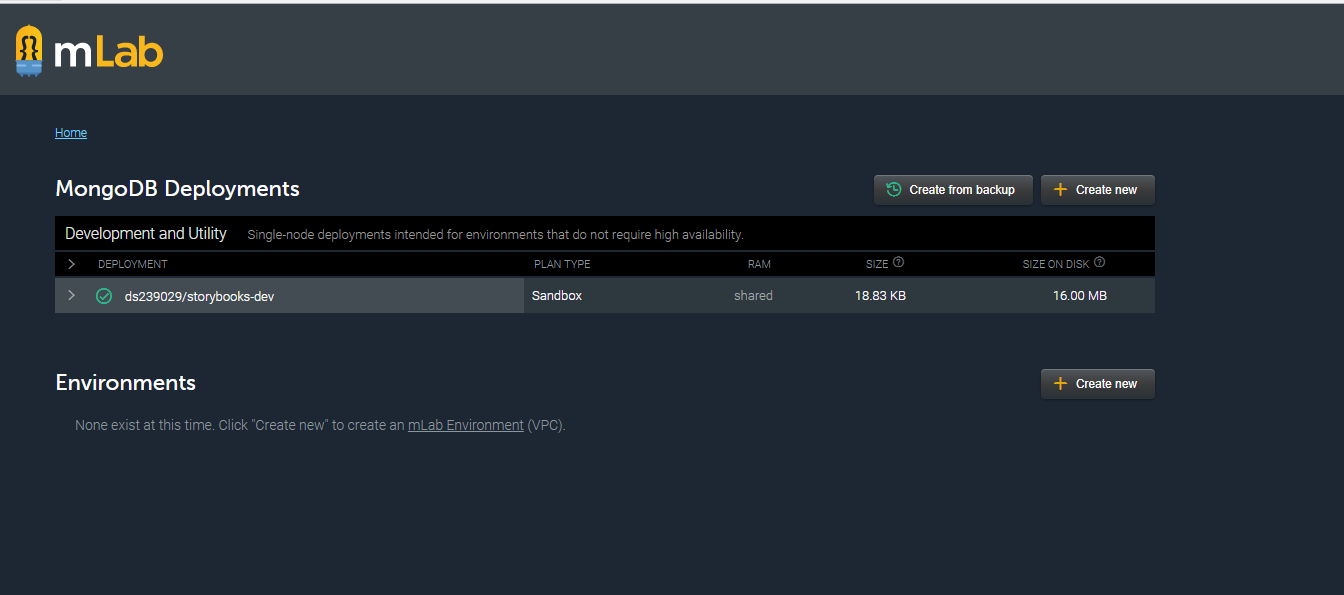 mLab
Home
MongoDB Deployments
Create from backup
Create new
Development and Utility Single-node deployments intended for environments that do not require high availability.
DEPLOYMENT PLAN TYPE RAM SIZE SIZE ON DISK
ds239029/storybooks-dev Sandbox shared 18.83 KB 16.00 MB
Environments
Create new
None exist at this time. Click "Create new" to create an mLab Environment (VPC).